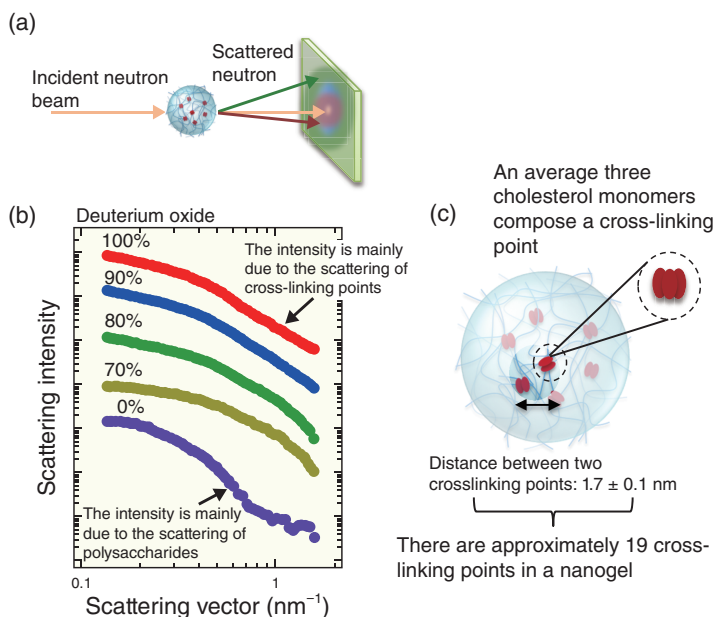 (a)
Incident neutron
beam
Scattered
neutron
(b)
Deuterium oxide
100%
90%
80%
70%
0%
The intensity is mainly
due to the scattering of
cross-linking points
The intensity is mainly
due to the scattering of
polysaccharides
Scattering intensity
0.1
1
Scattering vector (nm⁻¹)
(c)
An average three
cholesterol monomers
compose a cross-linking
point
Distance between two
crosslinking points: 1.7 ± 0.1 nm
There are approximately 19 cross-
linking points in a nanogel